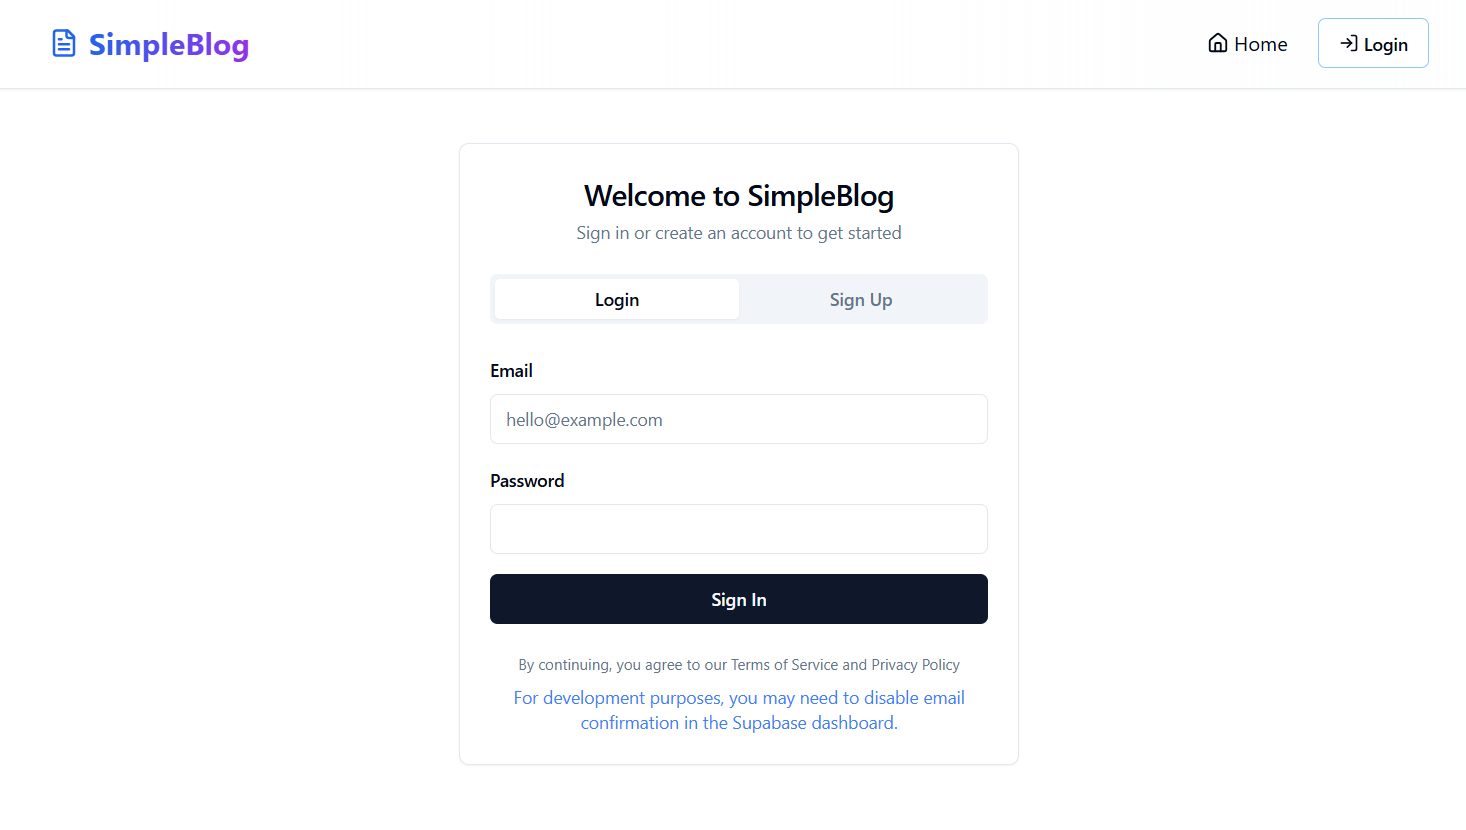 SimpleBlog
Home
Login
Welcome to SimpleBlog
Sign in or create an account to get started
Login
Sign Up
Email
hello@example.com
Password
Sign In
By continuing, you agree to our Terms of Service and Privacy Policy
For development purposes, you may need to disable email
confirmation in the Supabase dashboard.